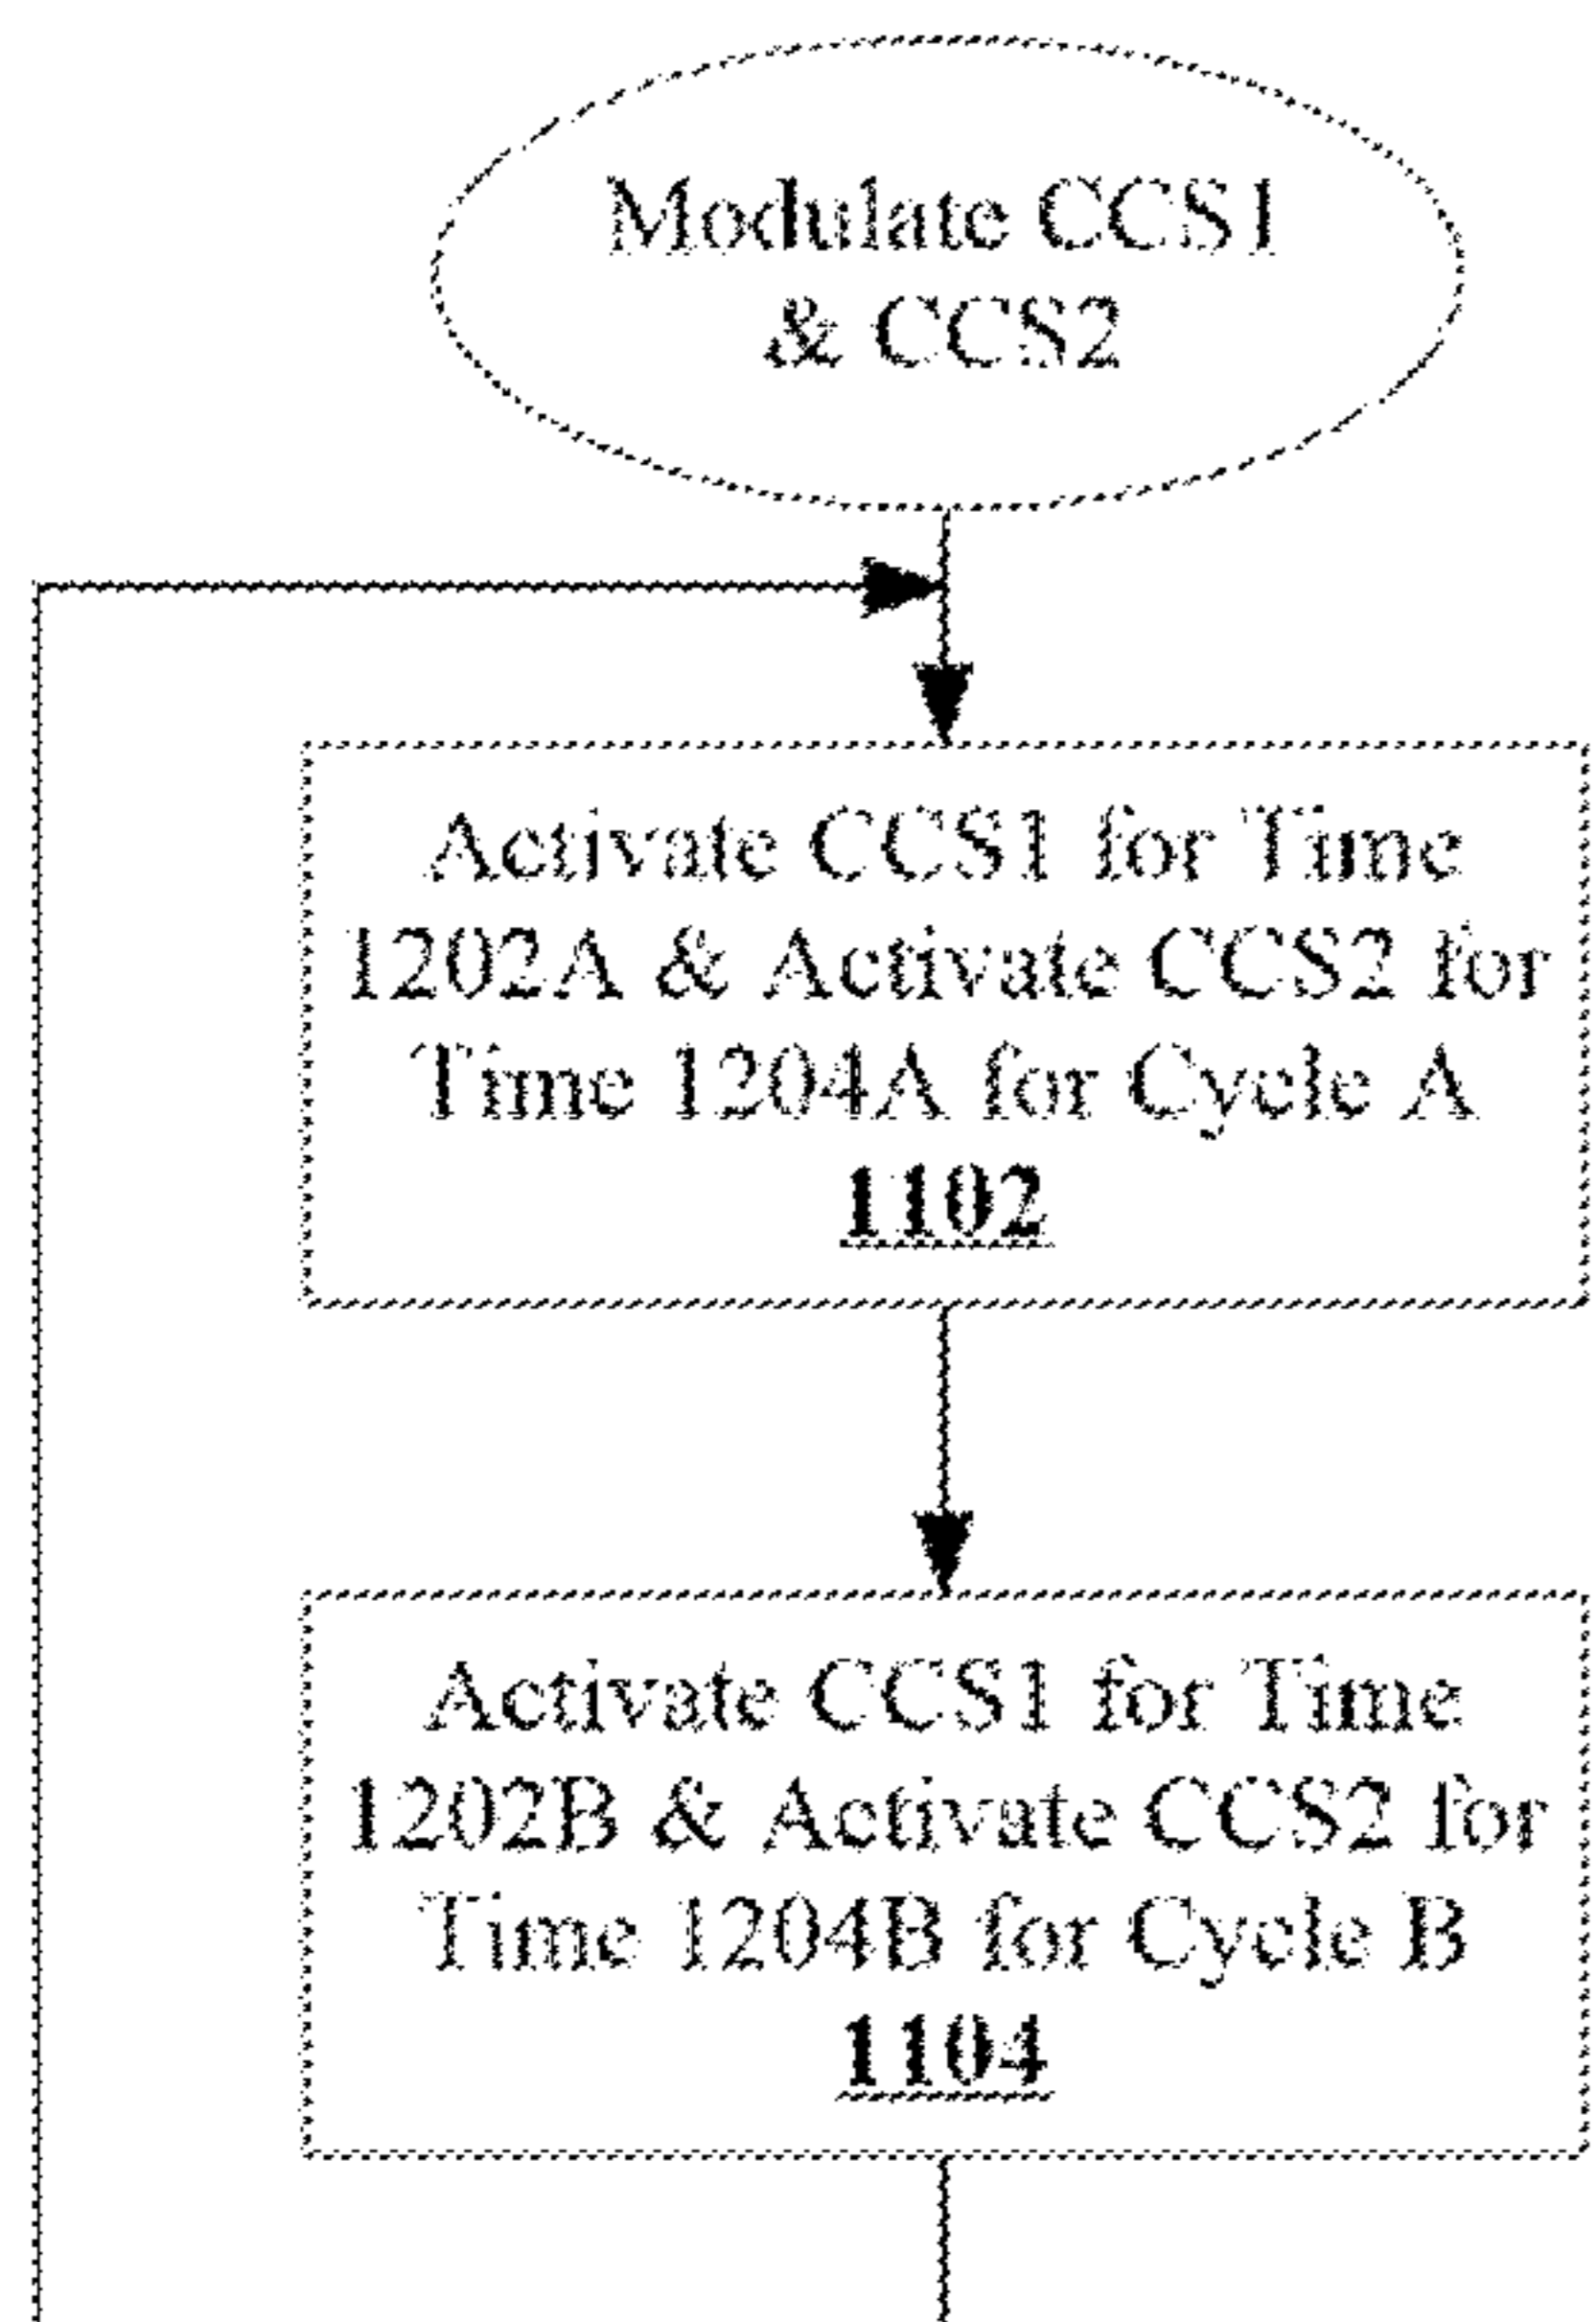 Modulate CCS1
& CCS2
Activate CCS1 for Time
1202A & Activate CCS2 for
Time 1204A for Cycle A
1102
Activate CCS1 for Time
1202B & Activate CCS2 for
Time 1204B for Cycle B
1104